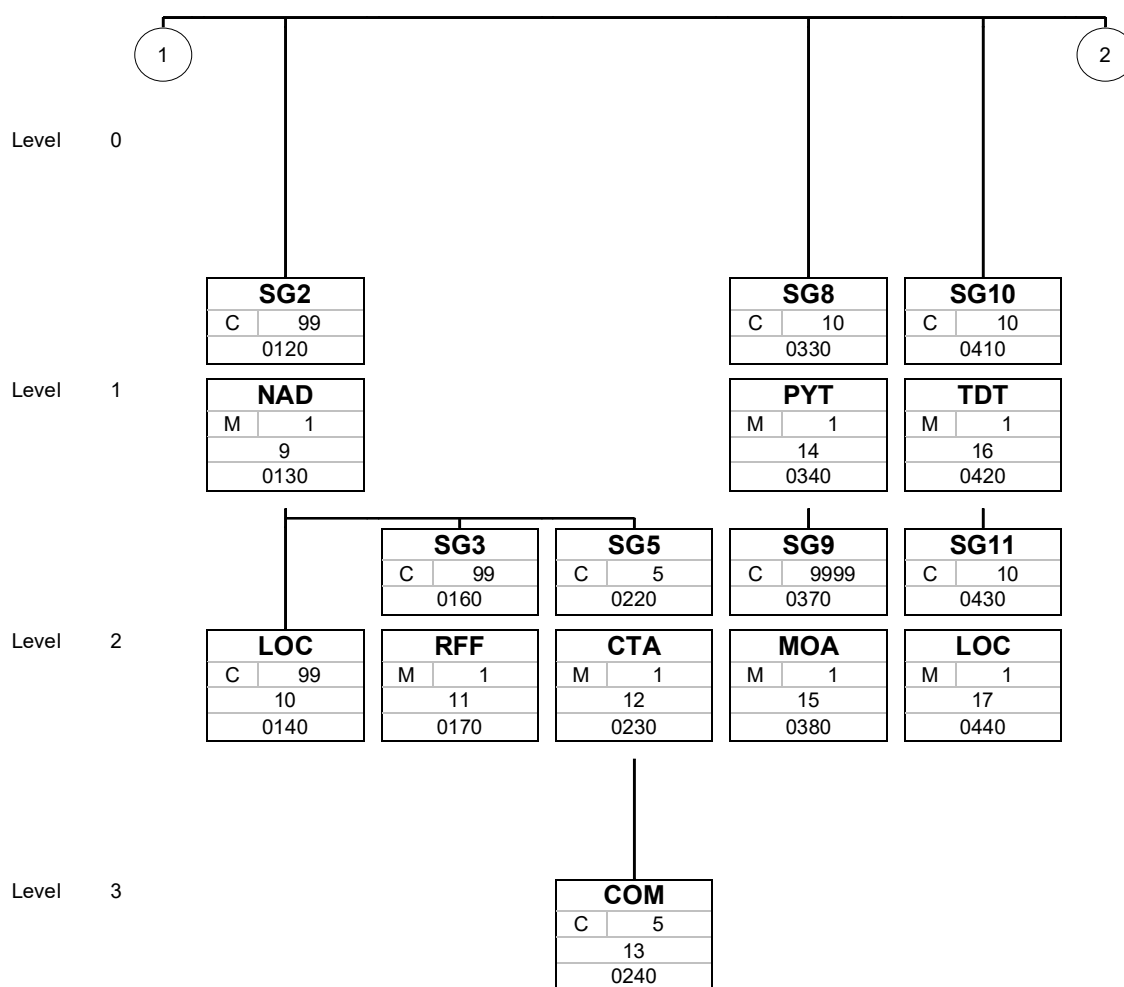 1 2
Level 0
SG2 SG8 SG10
C 99 C 10 C 10
0120 0330 0410
Level 1 NAD PYT TDT
M 1 M 1 M 1
9 14 16
0130 0340 0420
SG3 SG5 SG9 SG11
C 99 C 5 C 9999 C 10
0160 0220 0370 0430
Level 2 LOC RFF CTA MOA LOC
C 99 M 1 M 1 M 1 M 1
10 11 12 15 17
0140 0170 0230 0380 0440
Level 3 COM
C 5
13
0240